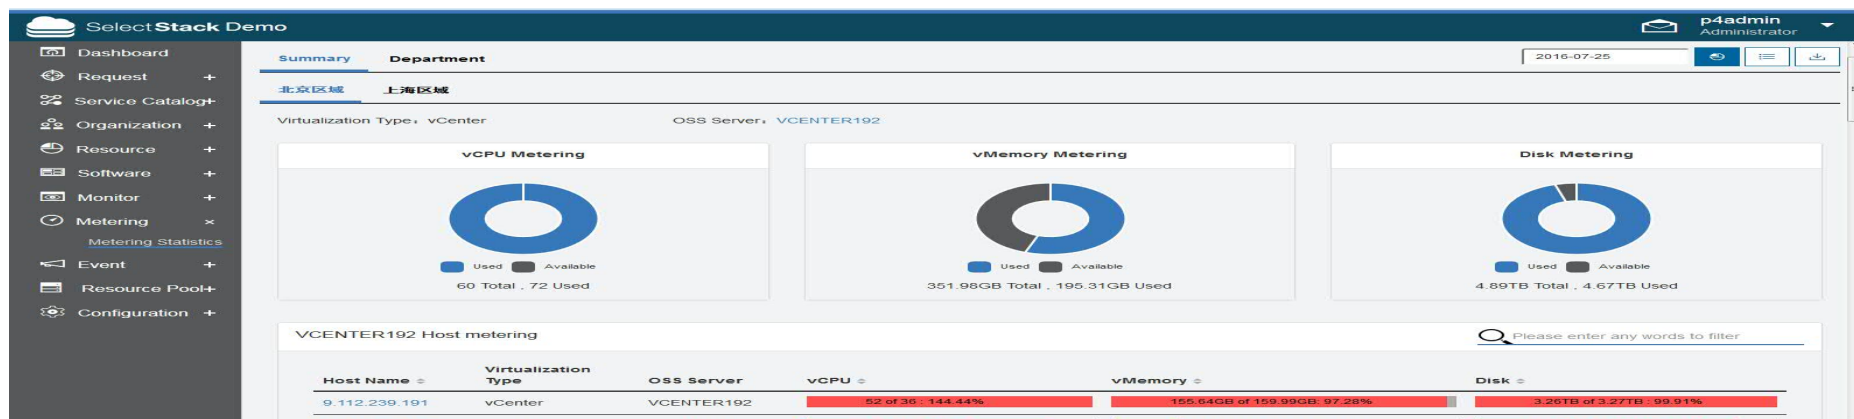 SelectStack Demo
p4admin
Administrator
Dashboard
Request +
Service Catalog+
Organization +
Resource +
Software +
Monitor +
Metering ×
Metering Statistics
Event +
Resource Pool+
Configuration +
Summary Department
2016-07-25
北京区域 上海区域
Virtualization Type: vCenter OSS Server: VCENTER192
vCPU Metering
Used Available
60 Total , 72 Used
vMemory Metering
Used Available
351.98GB Total , 195.31GB Used
Disk Metering
Used Available
4.89TB Total , 4.67TB Used
VCENTER192 Host metering
Please enter any words to filter
Host Name Virtualization Type OSS Server vCPU vMemory Disk
9.112.239.191 vCenter VCENTER192 52 of 36 : 144.44% 155.64GB of 159.99GB: 97.28% 3.26TB of 3.27TB : 99.91%